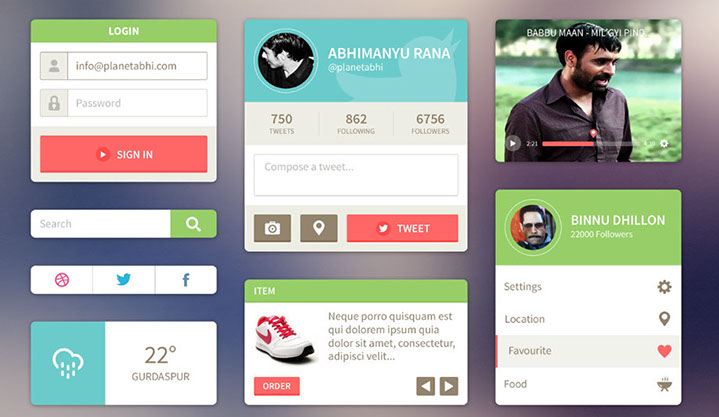 LOGIN
info@planetabhi.com
Password
SIGN IN
Search
22°
GURDASPUR
ABHIMANYU RANA
@planetabhi
750
TWEETS
862
FOLLOWING
6756
FOLLOWERS
Compose a tweet...
TWEET
ITEM
Neque porro quisquam est
qui dolorem ipsum quia
dolor sit amet, consectetur,
adipisci velit...
ORDER
BABBU MAAN - MIL GYI PIND
2:21
BINNU DHILLON
22000 Followers
Settings
Location
Favourite
Food